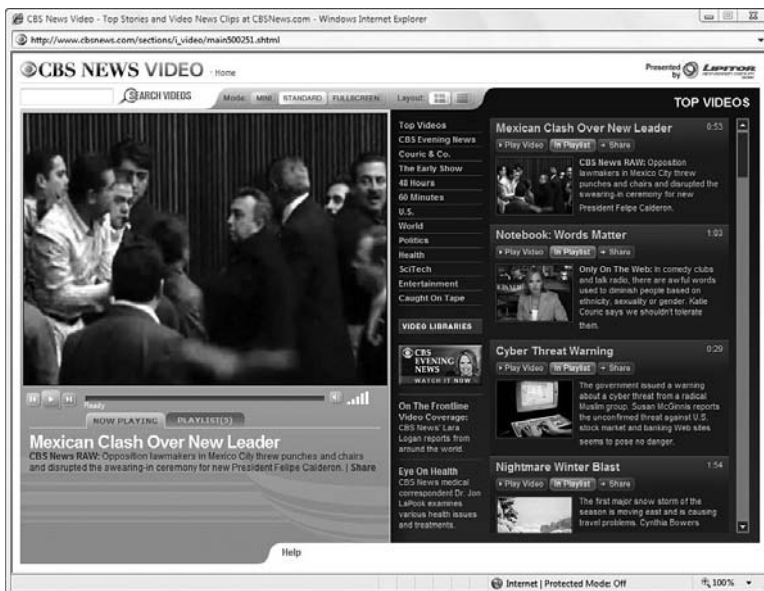 CBS News Video - Top Stories and Video News Clips at CBSNews.com - Windows Internet Explorer
http://www.cbsnews.com/sections/i_video/main500251.shtml
CBS NEWS VIDEO · Home
Presented by LIPITOR
SEARCH VIDEOS
Mode: MINI STANDARD FULLSCREEN Layout:
TOP VIDEOS
Ready
NOW PLAYING PLAYLIST(5)
Mexican Clash Over New Leader
CBS News RAW: Opposition lawmakers in Mexico City threw punches and chairs
and disrupted the swearing-in ceremony for new President Felipe Calderon. | Share
Help
Top Videos
CBS Evening News
Couric & Co.
The Early Show
48 Hours
60 Minutes
U.S.
World
Politics
Health
SciTech
Entertainment
Caught On Tape
VIDEO LIBRARIES
CBS
EVENING
NEWS
WATCH IT NOW
On The Frontline
Video Coverage:
CBS News' Lara
Logan reports from
around the world.
Eye On Health
CBS News medical
correspondent Dr. Jon
LaPook examines
various health issues
and treatments.
Mexican Clash Over New Leader 0:53
Play Video In Playlist Share
CBS News RAW: Opposition
lawmakers in Mexico City threw
punches and chairs and disrupted the
swearing-in ceremony for new
President Felipe Calderon.
Notebook: Words Matter 1:03
Play Video In Playlist Share
Only On The Web: In comedy clubs
and talk radio, there are awful words
used to diminish people based on
ethnicity, sexuality or gender. Katie
Couric says we shouldn't tolerate
them.
Cyber Threat Warning 0:29
Play Video In Playlist Share
The government issued a warning
about a cyber threat from a radical
Muslim group. Susan McGinnis reports
the unconfirmed threat against U.S.
stock market and banking Web sites
seems to pose no danger.
Nightmare Winter Blast 1:54
Play Video In Playlist Share
The first major snow storm of the
season is moving east and is causing
travel problems. Cynthia Bowers
Internet | Protected Mode: Off 100%